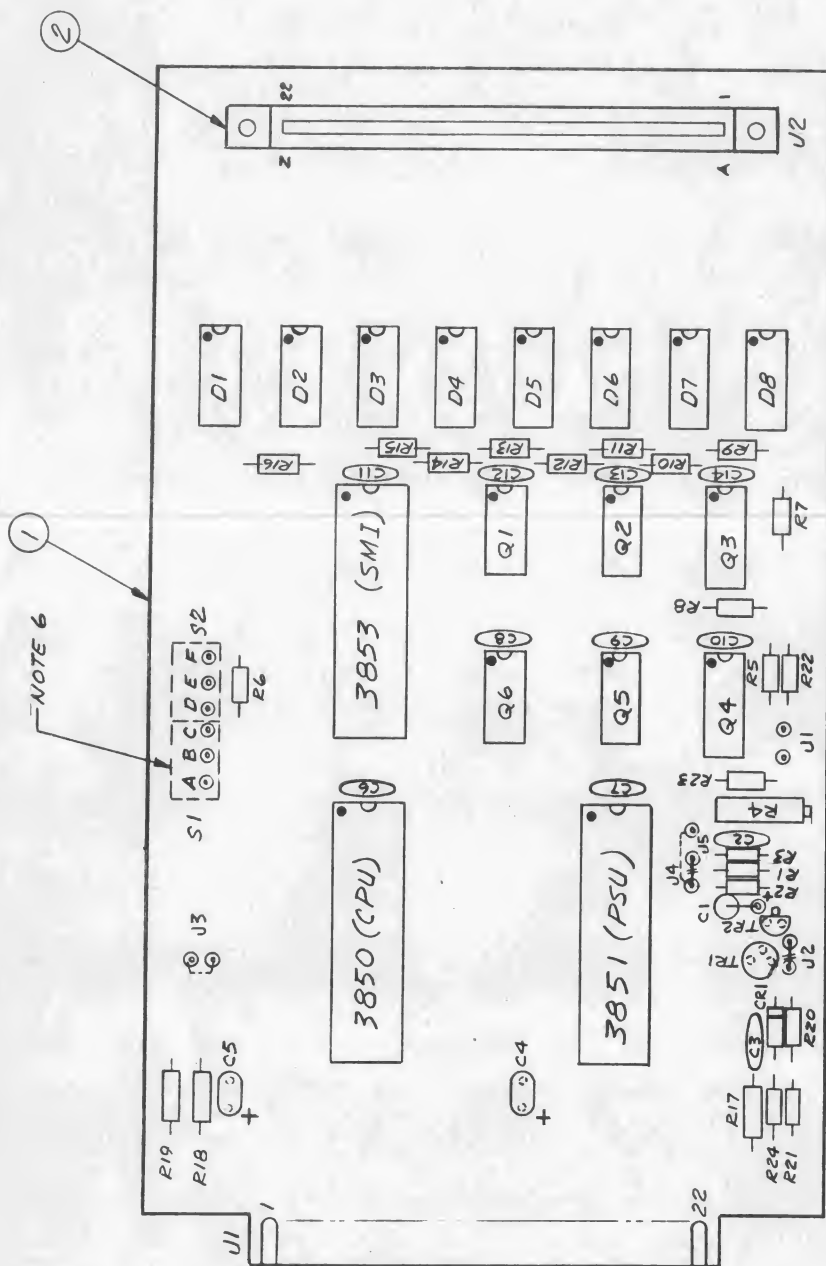 2
1
NOTE 6
22
Z
1
A
J2
D1
D2
D3
D4
D5
D6
D7
D8
R16
R15
R14
R13
R12
R11
R10
R9
C11
C12
C13
C14
3853 (SMI)
Q1
Q2
Q3
R7
R8
S2
A B C D E F
S1
R6
C8
C9
C10
Q6
Q5
Q4
R5
R22
J1
R23
R4
C6
C7
3850 (CPU)
3851 (PSU)
J3
J4
J5
C2
R3
R1
R2
+
C1
TR2
TR1
J2
CR1
R20
C3
R19
R18
C5
+
C4
+
R17
R24
R21
J1
1
22